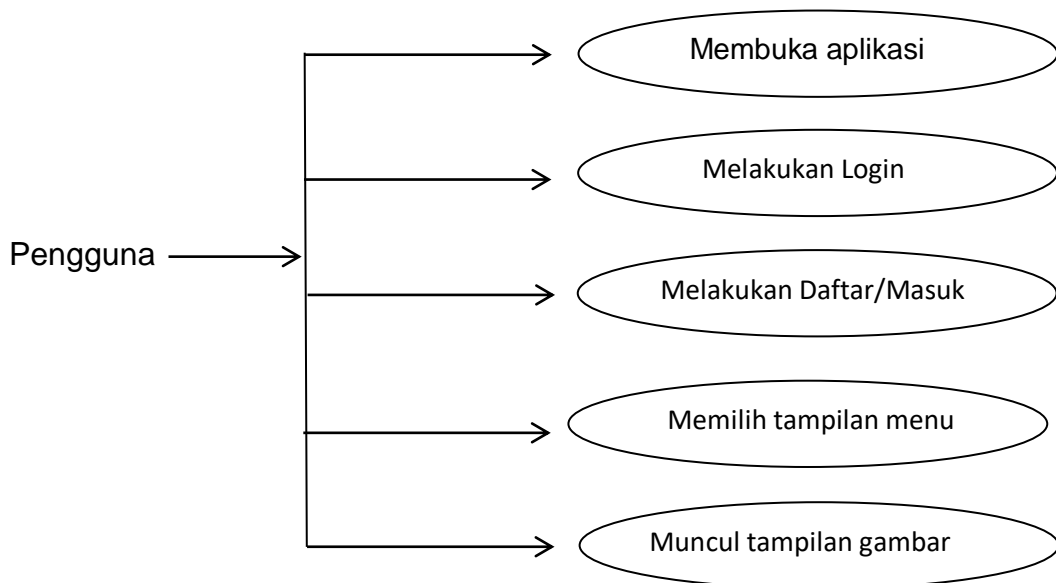 Membuka aplikasi
Melakukan Login
Pengguna
Melakukan Daftar/Masuk
Memilih tampilan menu
Muncul tampilan gambar